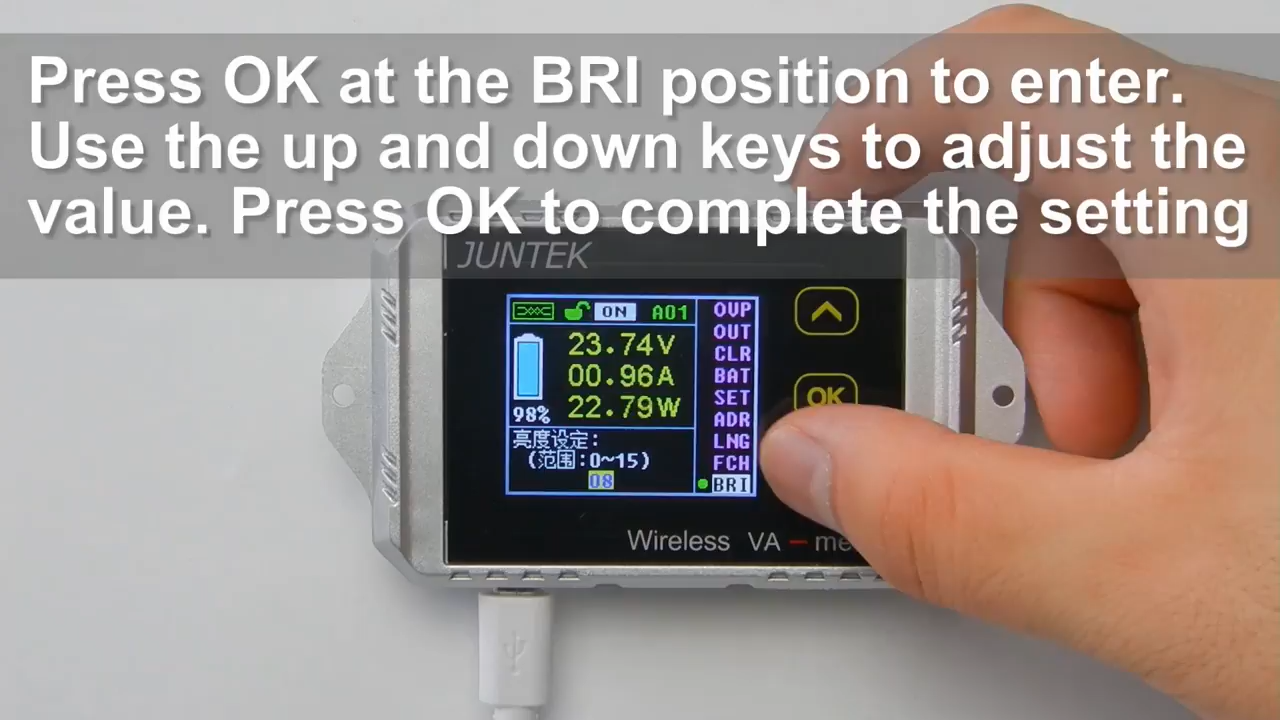 Press OK at the BRI position to enter.
Use the up and down keys to adjust the
value. Press OK to complete the setting
JUNTEK
ON A01
23.74V
00.96A
22.79W
98%
亮度设定:
(范围:0~15)
08
OVP
OUT
CLR
BAT
SET
ADR
LNG
FCH
BRI
OK
Wireless VA - me